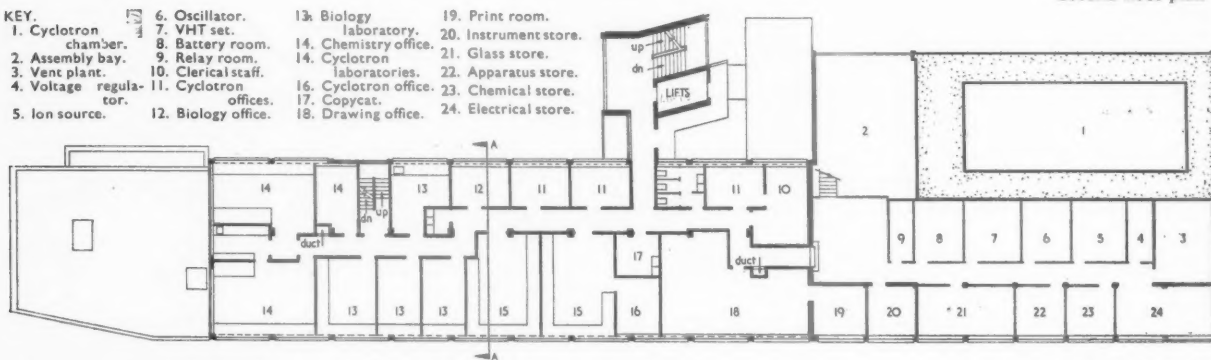 KEY.
1. Cyclotron
chamber.
2. Assembly bay.
3. Vent plant.
4. Voltage regula-
tor.
5. Ion source.
6. Oscillator.
7. VHT set.
8. Battery room.
9. Relay room.
10. Clerical staff.
11. Cyclotron
offices.
12. Biology office.
13. Biology
laboratory.
14. Chemistry office.
14. Cyclotron
laboratories.
16. Cyclotron office.
17. Copycat.
18. Drawing office.
19. Print room.
20. Instrument store.
21. Glass store.
22. Apparatus store.
23. Chemical store.
24. Electrical store.
up
dn
LIFTS
2
1
A
14
14
dn
up
13
12
11
11
11
10
9
8
7
6
5
4
3
duct
17
duct
14
13
13
13
15
15
16
18
19
20
21
22
23
24
A